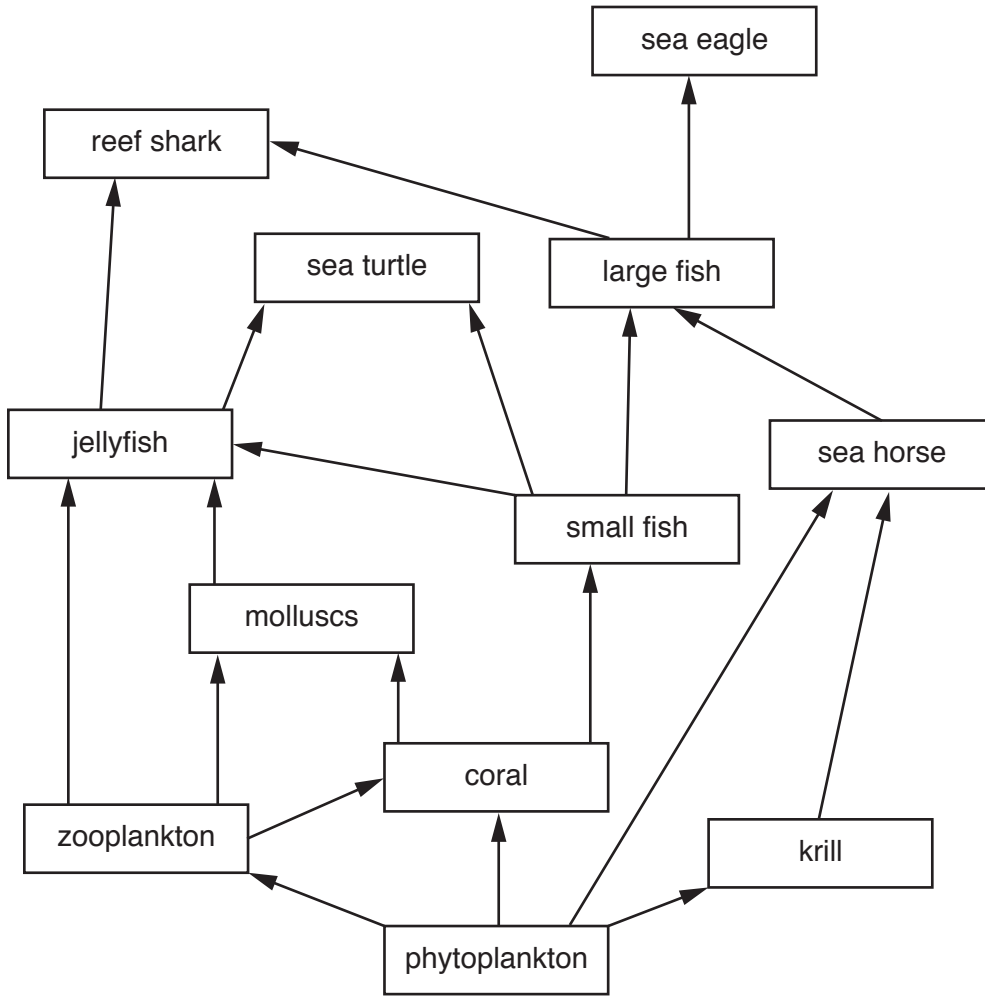 sea eagle
reef shark
sea turtle
large fish
jellyfish
sea horse
small fish
molluscs
coral
zooplankton
krill
phytoplankton